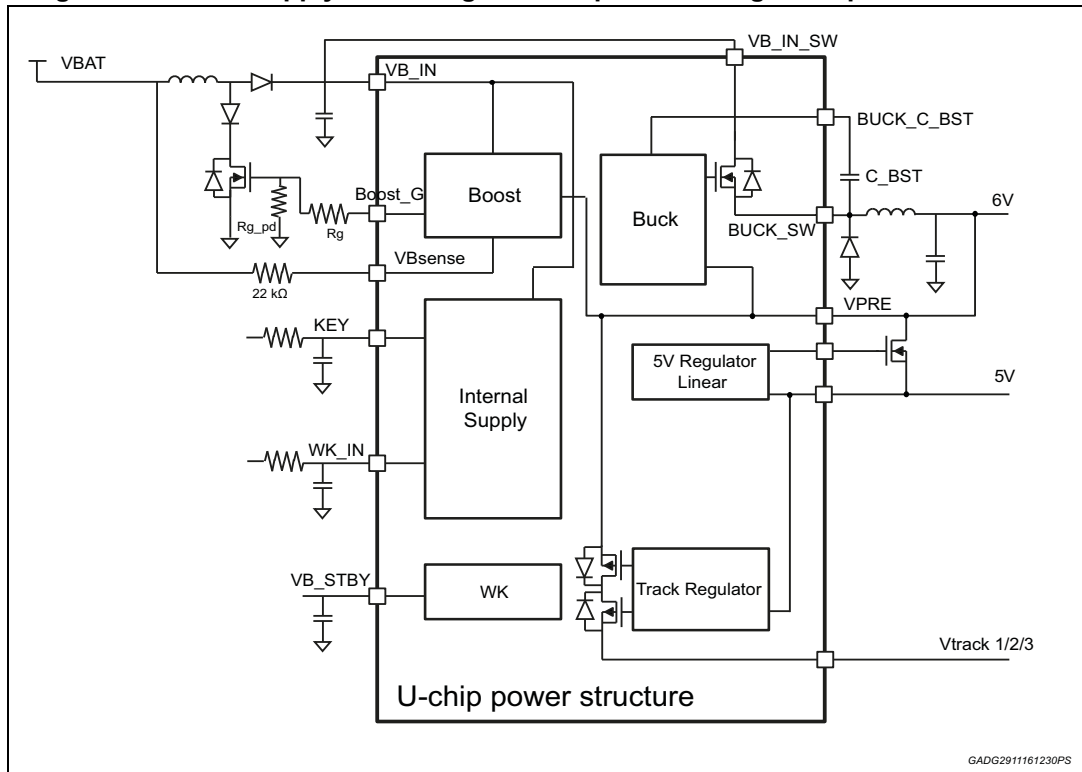 VB_IN_SW
VBAT
VB_IN
BUCK_C_BST
Boost
C_BST
Boost_G
Buck
6V
Rg_pd
Rg
BUCK_SW
VBsense
22 kΩ
VPRE
KEY
5V Regulator
Linear
5V
Internal
Supply
WK_IN
VB_STBY
WK
Track Regulator
Vtrack 1/2/3
U-chip power structure
GADG2911161230PS